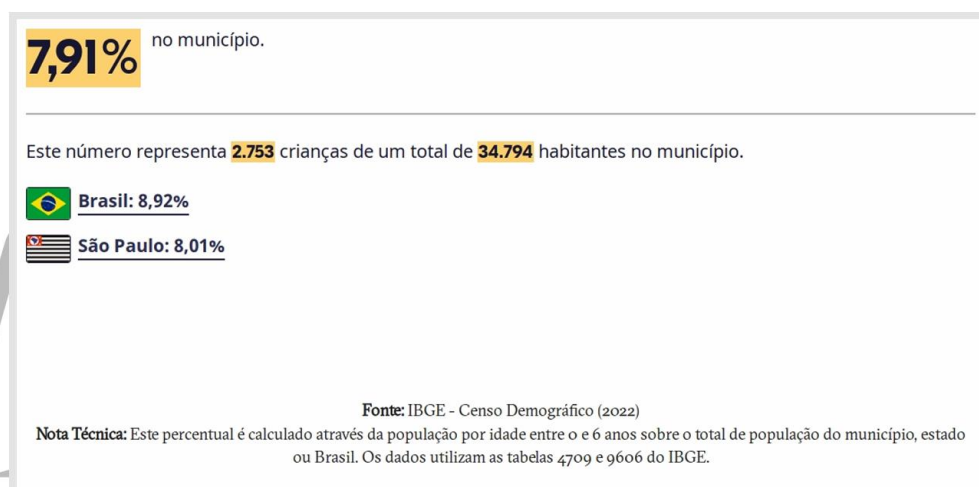 7,91% no município.
Este número representa 2.753 crianças de um total de 34.794 habitantes no município.
Brasil: 8,92%
São Paulo: 8,01%
Fonte: IBGE - Censo Demográfico (2022)
Nota Técnica: Este percentual é calculado através da população por idade entre 0 e 6 anos sobre o total de população do município, estado
ou Brasil. Os dados utilizam as tabelas 4709 e 9606 do IBGE.